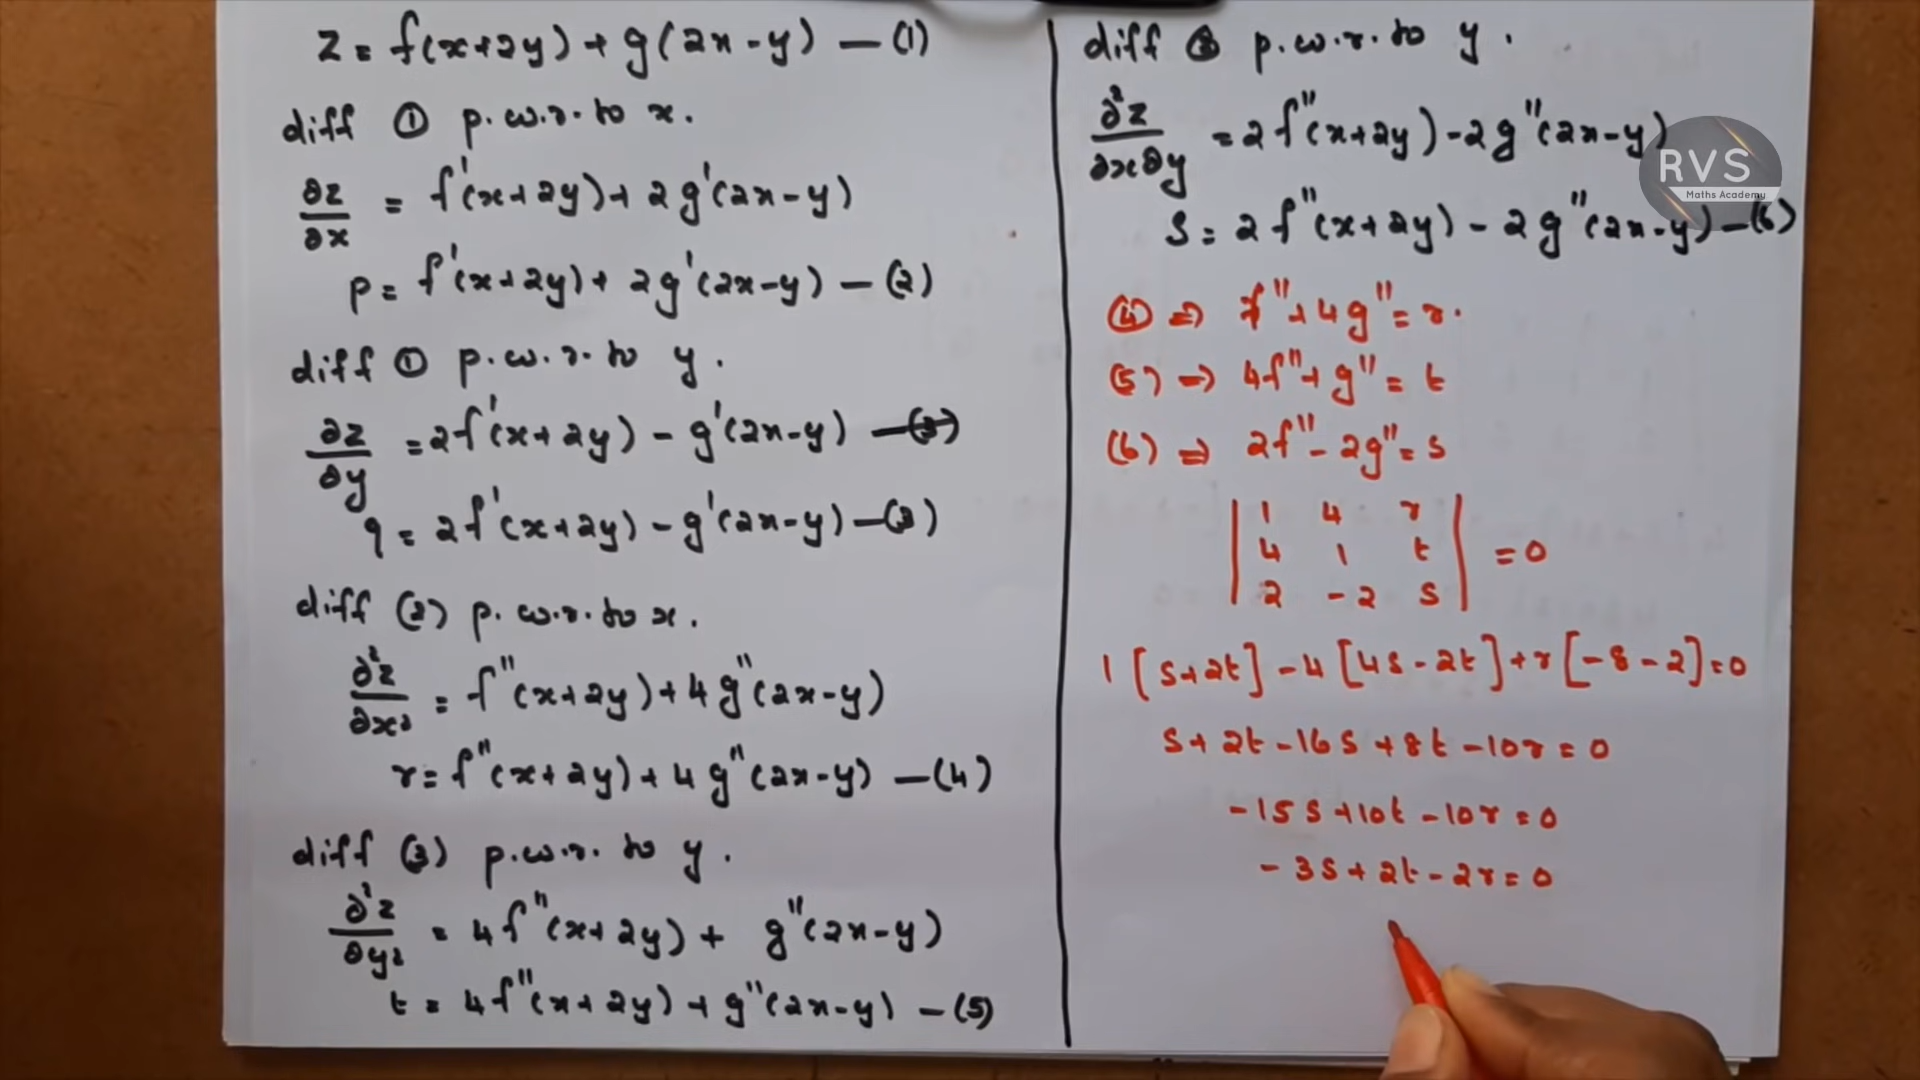 z = f(x+2y) + g(2x-y) — (1)
diff ① p.w.r. to x.
∂z/∂x = f'(x+2y) + 2g'(2x-y)
p = f'(x+2y) + 2g'(2x-y) — (2)
diff ① p.w.r. to y.
∂z/∂y = 2f'(x+2y) - g'(2x-y) — (3)
q = 2f'(x+2y) - g'(2x-y) — (3)
diff (2) p.w.r. to x.
∂²z/∂x² = f''(x+2y) + 4g''(2x-y)
r = f''(x+2y) + 4g''(2x-y) — (4)
diff (3) p.w.r. to y.
∂²z/∂y² = 4f''(x+2y) + g''(2x-y)
t = 4f''(x+2y) + g''(2x-y) — (5)
diff ③ p.w.r. to y.
∂²z/∂x∂y = 2f''(x+2y) - 2g''(2x-y)
s = 2f''(x+2y) - 2g''(2x-y) — (6)
RVS
Maths Academy
④ ⇒ f'' + 4g'' = r.
(5) ⇒ 4f'' + g'' = t
(6) ⇒ 2f'' - 2g'' = s
| 1 4 r |
| 4 1 t | = 0
| 2 -2 s |
1[s+2t] - 4[4s-2t] + r[-8-2] = 0
s + 2t - 16s + 8t - 10r = 0
-15s + 10t - 10r = 0
-3s + 2t - 2r = 0